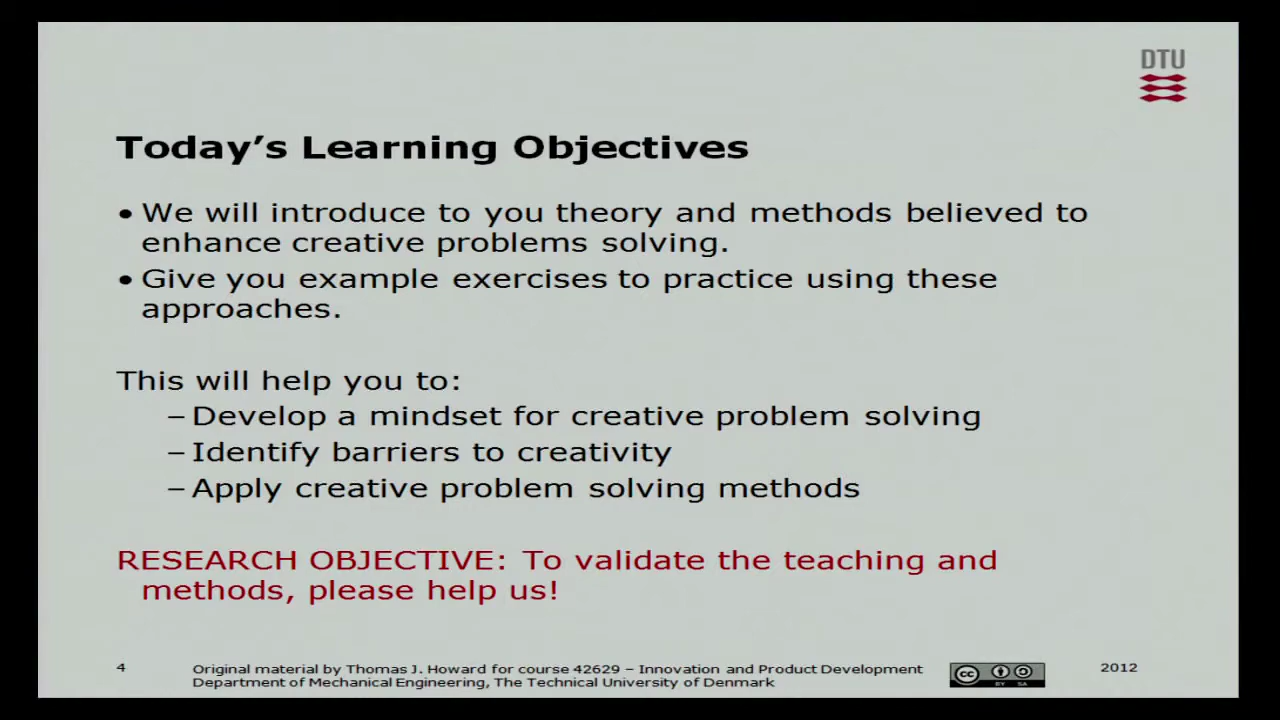 DTU
Today's Learning Objectives
• We will introduce to you theory and methods believed to
enhance creative problems solving.
• Give you example exercises to practice using these
approaches.
This will help you to:
– Develop a mindset for creative problem solving
– Identify barriers to creativity
– Apply creative problem solving methods
RESEARCH OBJECTIVE: To validate the teaching and
methods, please help us!
4
Original material by Thomas J. Howard for course 42629 – Innovation and Product Development
Department of Mechanical Engineering, The Technical University of Denmark
cc
BY SA
2012